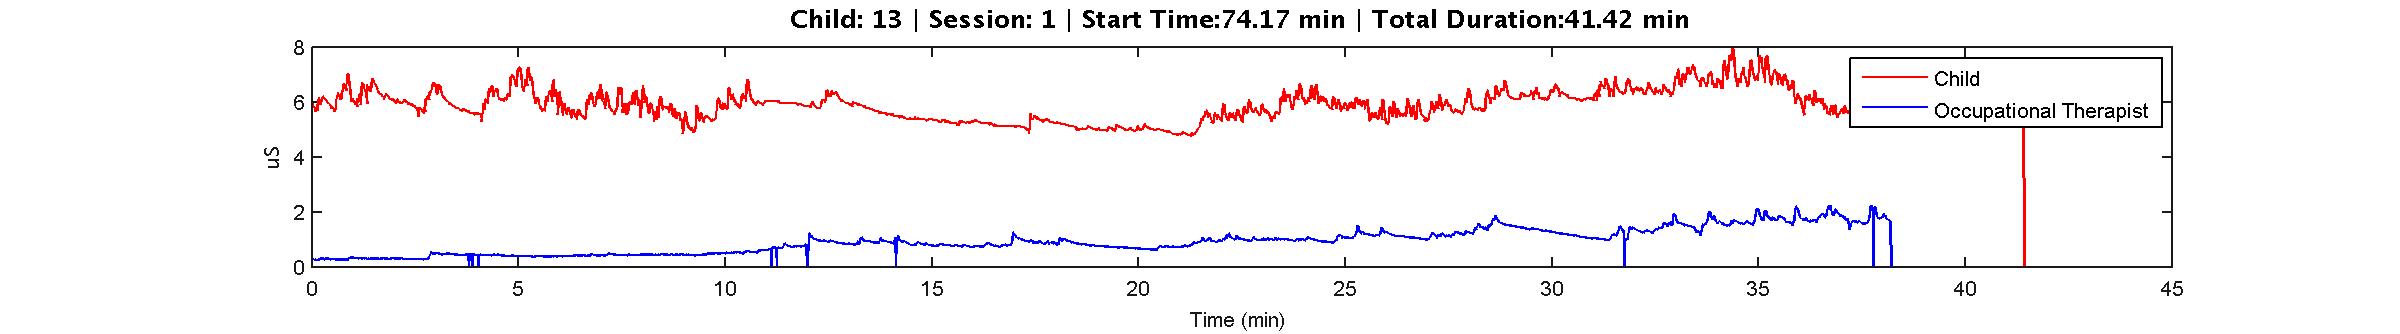 Child: 13 | Session: 1 | Start Time:74.17 min | Total Duration:41.42 min
8
6
4
2
0
uS
Child
Occupational Therapist
0 5 10 15 20 25 30 35 40 45
Time (min)